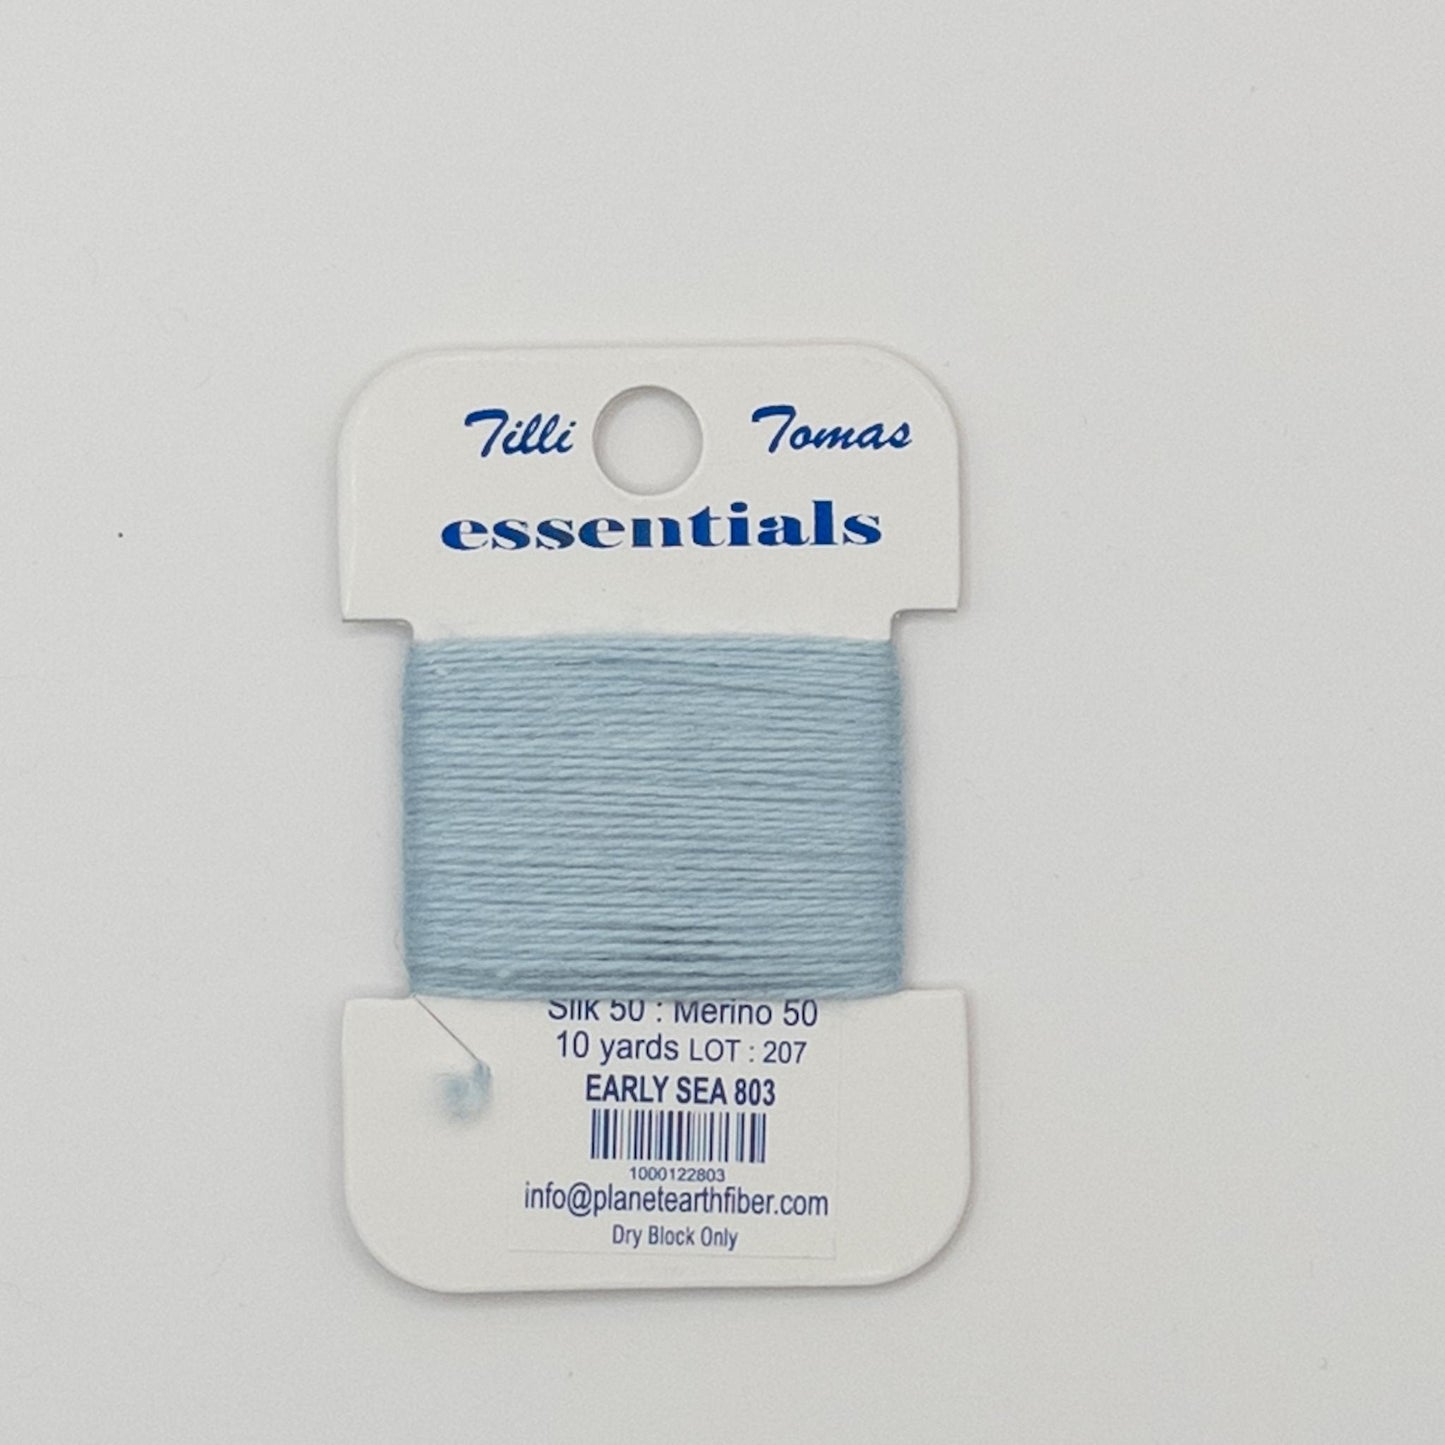 Tilli Tomas
essentials
Silk 50 : Merino 50
10 yards LOT : 207
EARLY SEA 803
1000122803
info@planetearthfiber.com
Dry Block Only